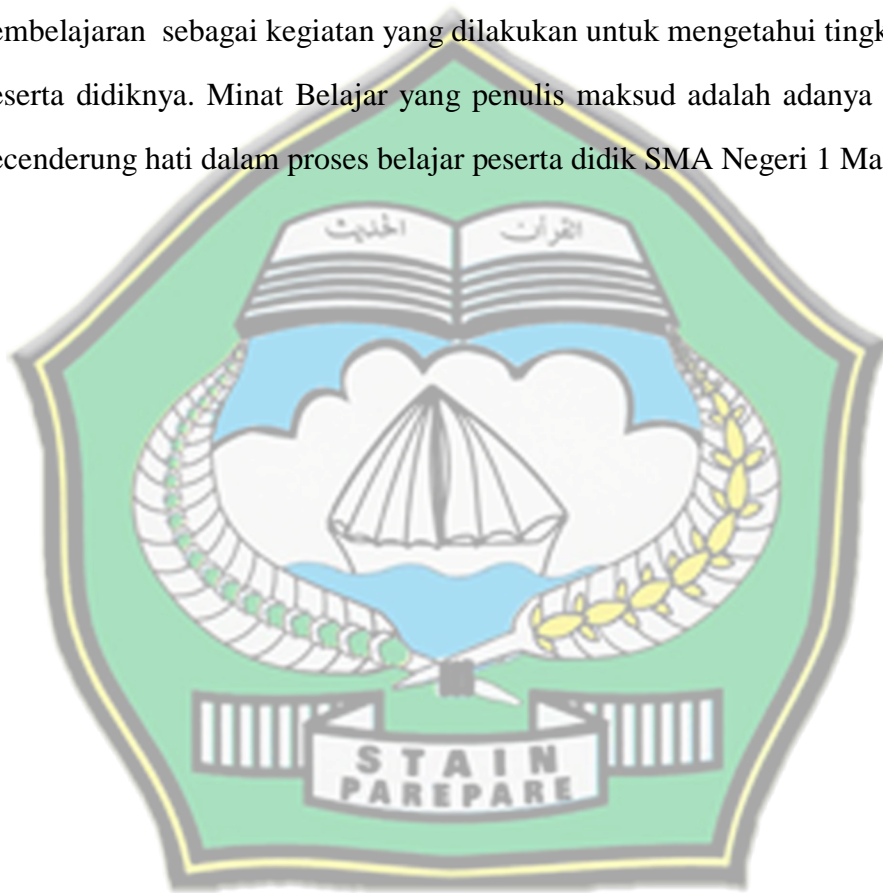 embelajaran sebagai kegiatan yang dilakukan untuk mengetahui tingk
eserta didiknya. Minat Belajar yang penulis maksud adalah adanya
ecenderung hati dalam proses belajar peserta didik SMA Negeri 1 Ma
الحديث القرآن
STAIN
PAREPARE